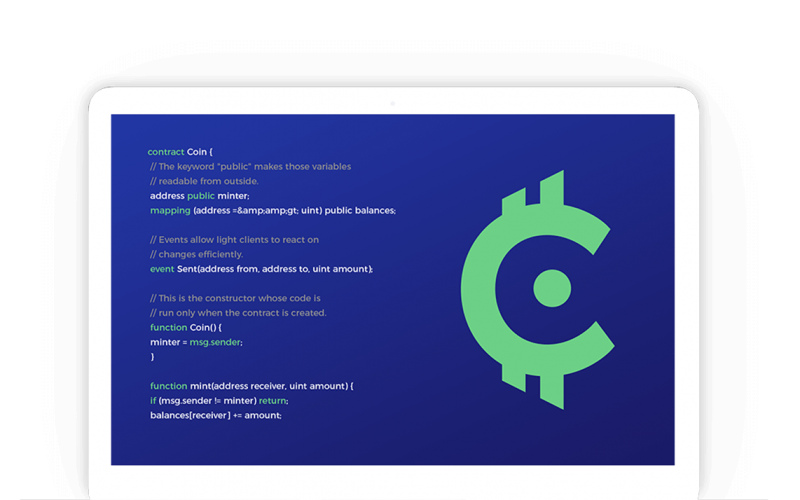 contract Coin {
// The keyword "public" makes those variables
// readable from outside.
address public minter;
mapping (address =&amp;amp;gt; uint) public balances;
// Events allow light clients to react on
// changes efficiently.
event Sent(address from, address to, uint amount);
// This is the constructor whose code is
// run only when the contract is created.
function Coin() {
minter = msg.sender;
}
function mint(address receiver, uint amount) {
if (msg.sender != minter) return;
balances[receiver] += amount;